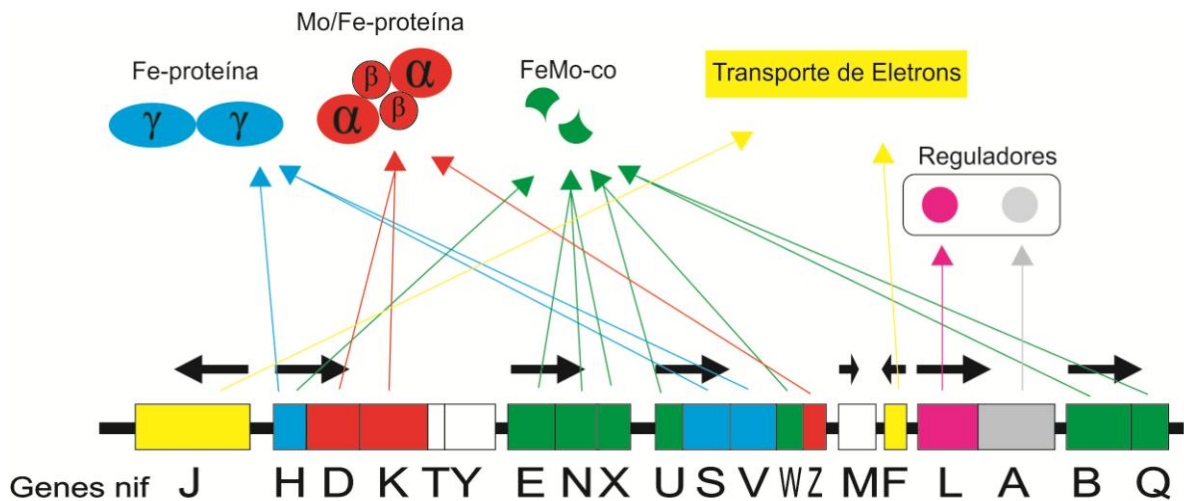 Mo/Fe-proteína
Fe-proteína
FeMo-co
Transporte de Eletrons
γ γ
α β β α
Reguladores
Genes nif J H D K T Y E N X U S V W Z M F L A B Q